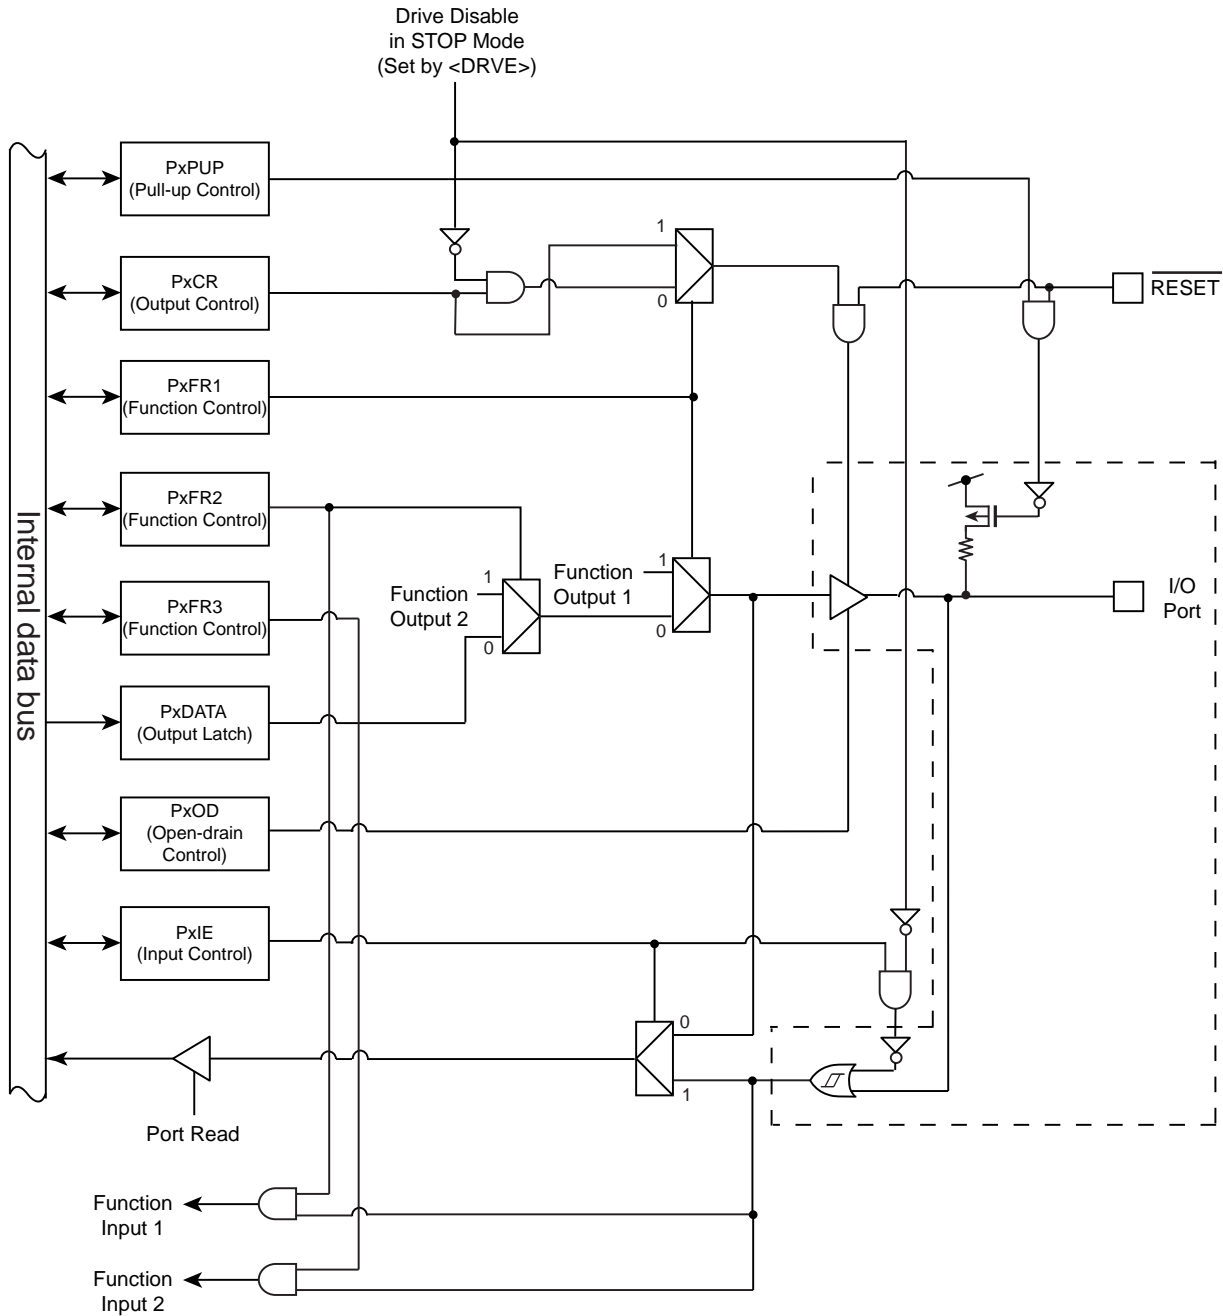 Drive Disable
in STOP Mode
(Set by <DRVE>)
PxPUP
(Pull-up Control)
1
PxCR
(Output Control)
0
RESET
PxFR1
(Function Control)
PxFR2
(Function Control)
Internal data bus
1
Function
Output 2
0
1
Function
Output 1
0
I/O
Port
PxFR3
(Function Control)
PxDATA
(Output Latch)
PxOD
(Open-drain
Control)
PxIE
(Input Control)
0
1
Port Read
Function
Input 1
Function
Input 2